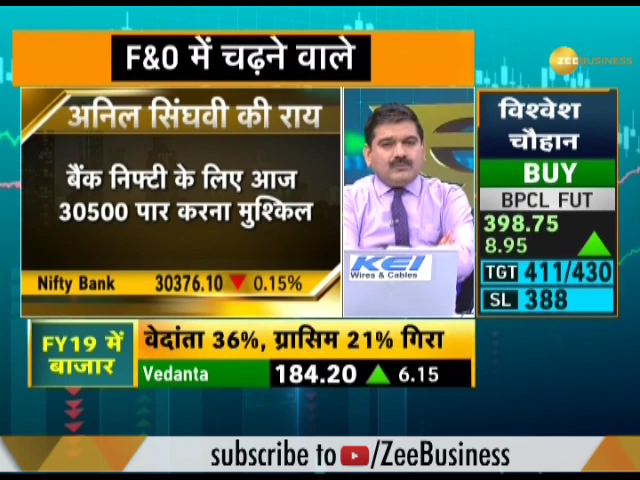 F&O में चढ़ने वाले
ZEEBUSINESS
अनिल सिंघवी की राय
बैंक निफ्टी के लिए आज
30500 पार करना मुश्किल
Nifty Bank 30376.10 0.15%
KEI
Wires & Cables
विश्वेश
चौहान
BUY
BPCL FUT
398.75
8.95
TGT 411/430
SL 388
FY19 में
बाजार
वेदांता 36%, ग्रासिम 21% गिरा
Vedanta 184.20 6.15
subscribe to /ZeeBusiness